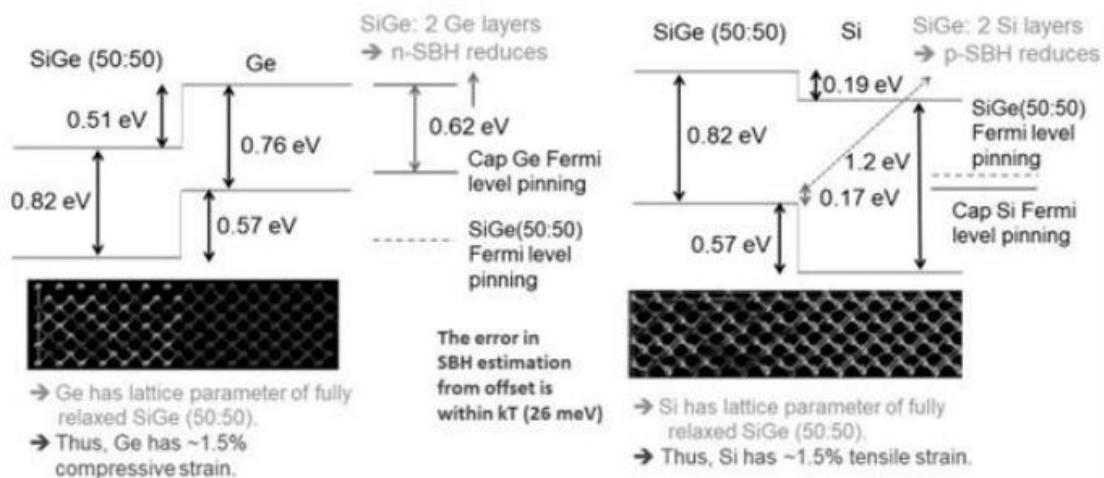 SiGe (50:50)
Ge
SiGe: 2 Ge layers
➔ n-SBH reduces
0.51 eV
0.76 eV
0.62 eV
0.82 eV
0.57 eV
Cap Ge Fermi
level pinning
SiGe(50:50)
Fermi level
pinning
➔ Ge has lattice parameter of fully
relaxed SiGe (50:50).
➔ Thus, Ge has ~1.5%
compressive strain.
The error in
SBH estimation
from offset is
within kT (26 meV)
SiGe (50:50)
Si
SiGe: 2 Si layers
➔ p-SBH reduces
0.19 eV
0.82 eV
SiGe(50:50)
Fermi level
pinning
1.2 eV
0.17 eV
0.57 eV
Cap Si Fermi
level pinning
➔ Si has lattice parameter of fully
relaxed SiGe (50:50).
➔ Thus, Si has ~1.5% tensile strain.